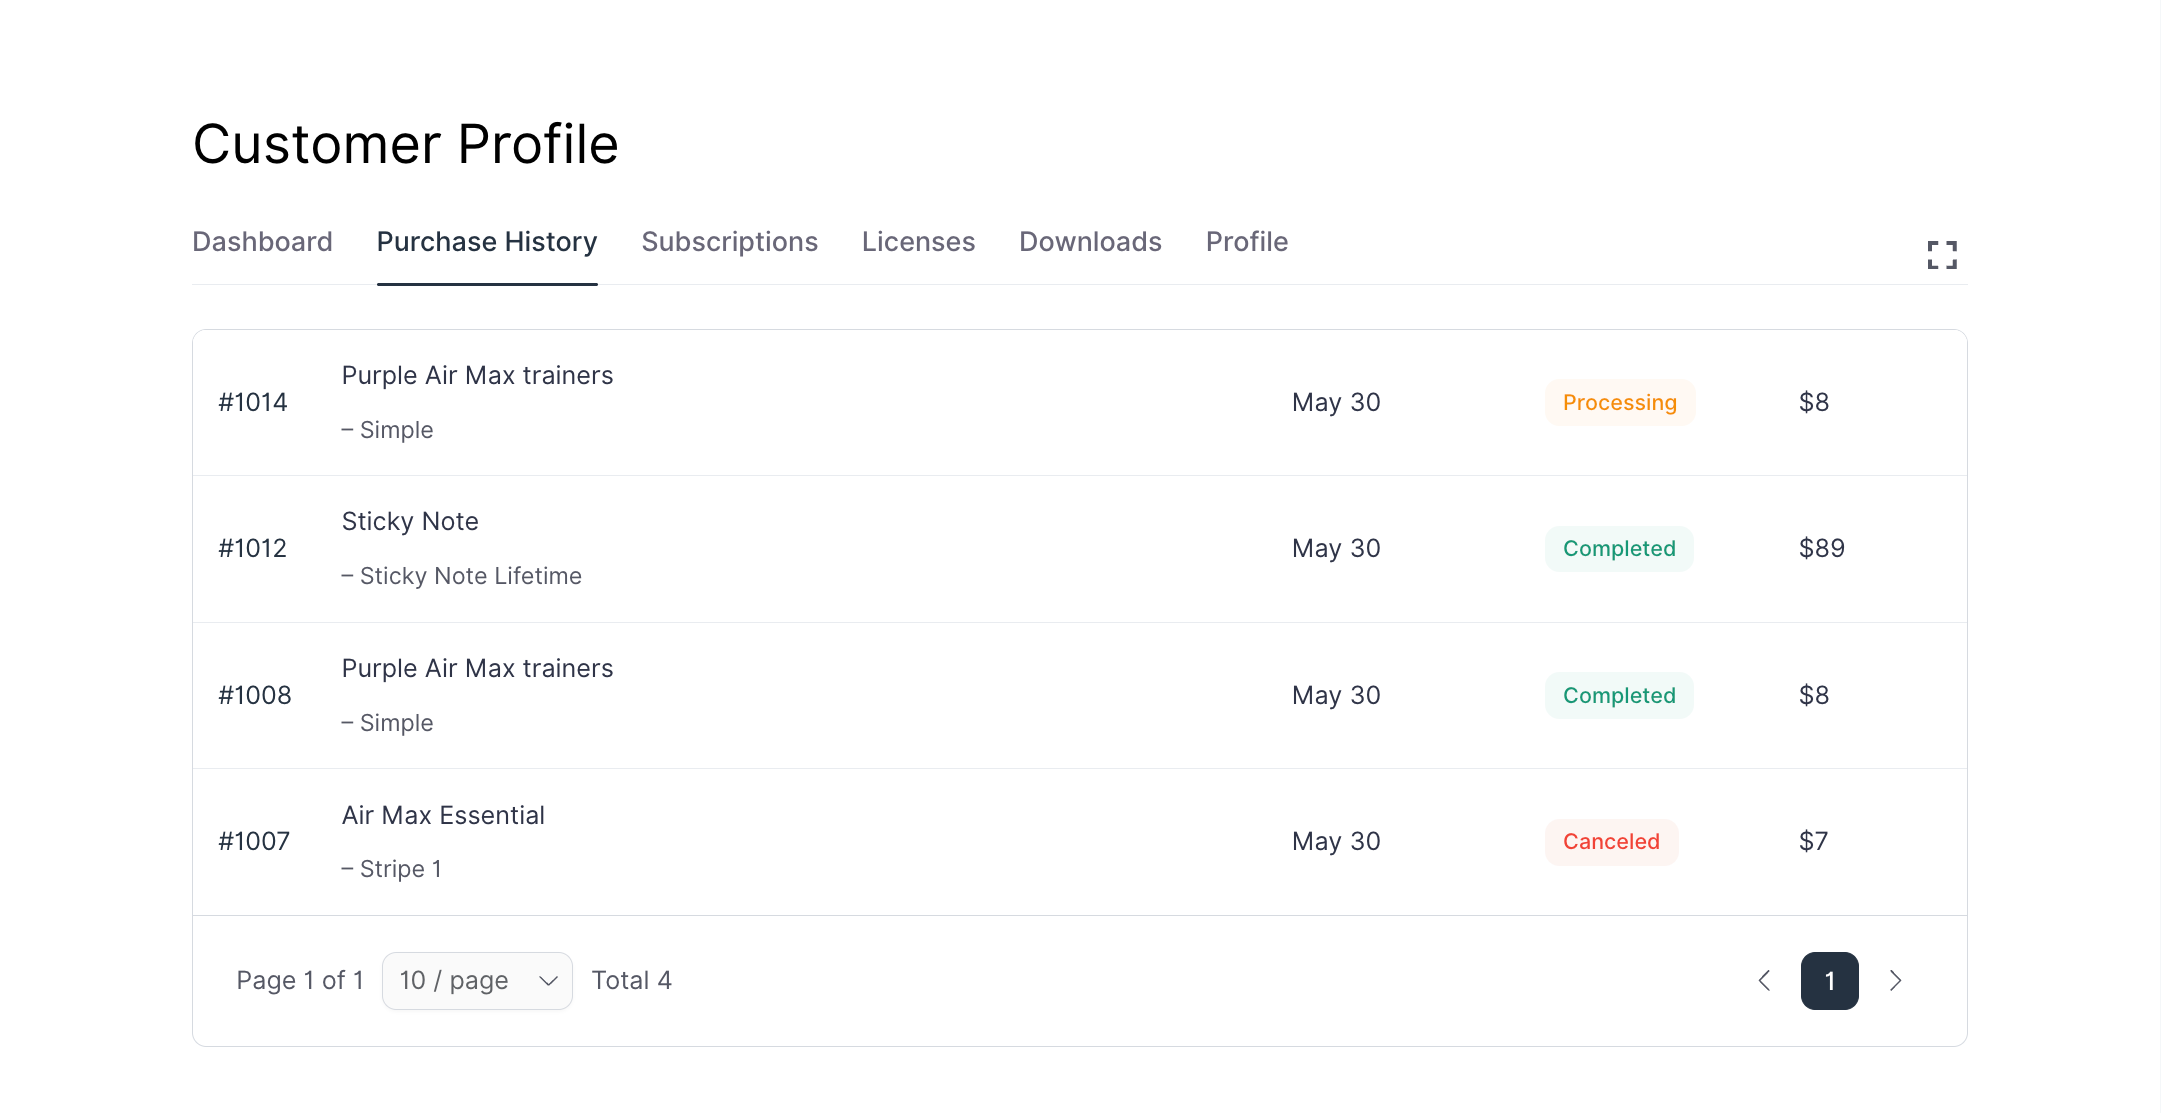 Customer Profile
Dashboard Purchase History Subscriptions Licenses Downloads Profile
Purple Air Max trainers
#1014 May 30 Processing $8
– Simple
Sticky Note
#1012 May 30 Completed $89
– Sticky Note Lifetime
Purple Air Max trainers
#1008 May 30 Completed $8
– Simple
Air Max Essential
#1007 May 30 Canceled $7
– Stripe 1
Page 1 of 1 10 / page Total 4 1